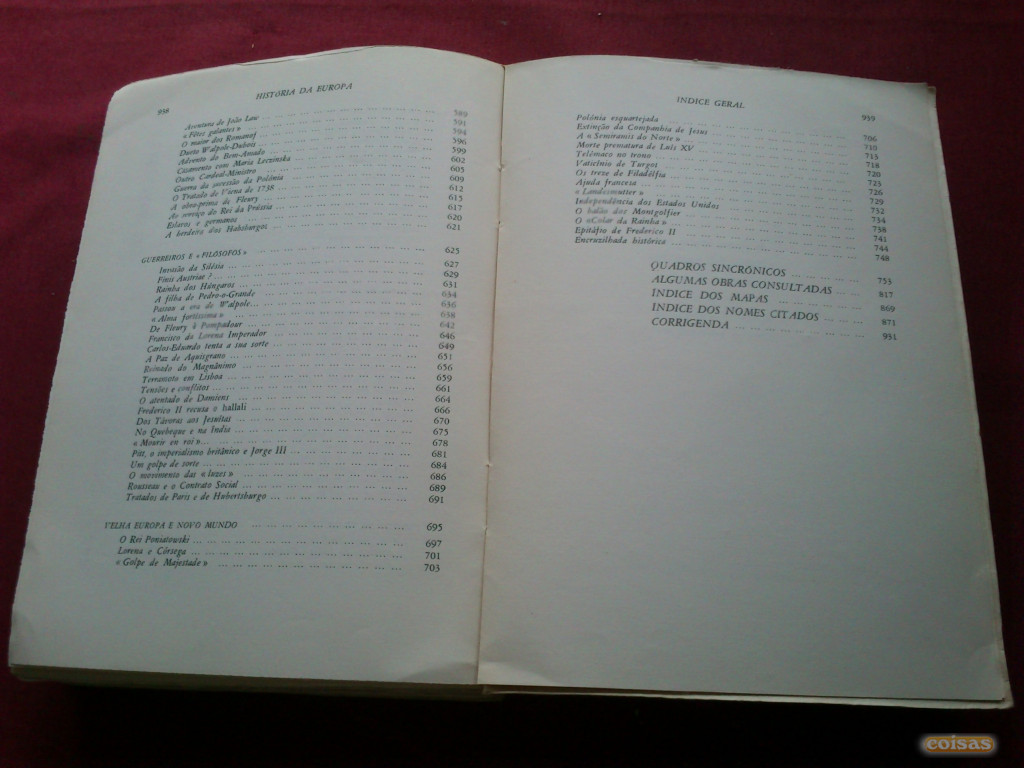 938
HISTÓRIA DA EUROPA
Aventura de João Law ... 589
«Fêtes galantes» ... 591
O maior dos Romanof ... 594
Dueto Walpole-Dubois ... 596
Advento do Bem-Amado ... 599
Casamento com Maria Leczinska ... 602
Outro Cardeal-Ministro ... 605
Guerra da sucessão da Polónia ... 609
O Tratado de Viena de 1738 ... 612
A obra-prima de Fleury ... 615
Ao serviço do Rei da Prússia ... 617
Eslavos e germanos ... 620
A herdeira dos Habsburgos ... 621
GUERREIROS E «FILÓSOFOS» ... 625
Invasão da Silésia ... 627
Finis Austriae? ... 629
Rainha dos Húngaros ... 631
A filha de Pedro-o-Grande ... 634
Passou a era de Walpole... 636
«Alma fortíssima» ... 638
De Fleury à Pompadour ... 642
Francisco da Lorena Imperador ... 646
Carlos-Eduardo tenta a sua sorte ... 649
A Paz de Aquisgrano ... 651
Reinado do Magnânimo ... 656
Terramoto em Lisboa ... 659
Tensões e conflitos ... 661
O atentado de Damiens ... 664
Frederico II recuta o hallali ... 666
Dos Távoras aos Jesuítas ... 670
No Quebeque e na Índia ... 675
«Mourir en roi»... 678
Pitt, o imperialismo britânico e Jorge III ... 681
Um golpe de sorte ... 684
O movimento das «luzes» ... 686
Rousseau e o Contrato Social ... 689
Tratados de Paris e de Hubertsburgo ... 691
VELHA EUROPA E NOVO MUNDO ... 695
O Rei Poniatowski ... 697
Lorena e Córsega ... 701
«Golpe de Majestade» ... 703
ÍNDICE GERAL
939
Polónia esquartejada ... 706
Extinção da Companhia de Jesus ... 710
A «Semíramis do Norte» ... 715
Morte prematura de Luís XV ... 718
Telémaco no trono ... 720
Vaticínio de Turgot ... 723
Os treze de Filadélfia ... 726
Ajuda francesa ... 729
«Landesmutter» ... 732
Independência dos Estados Unidos ... 734
O balão dos Montgolfier ... 738
O «Colar da Rainha» ... 741
Epitáfio de Frederico II ... 744
Encruzilhada histórica ... 748
QUADROS SINCRÓNICOS ... 753
ALGUMAS OBRAS CONSULTADAS ... 817
ÍNDICE DOS MAPAS ... 869
ÍNDICE DOS NOMES CITADOS ... 871
CORRIGENDA ... 931
coisas